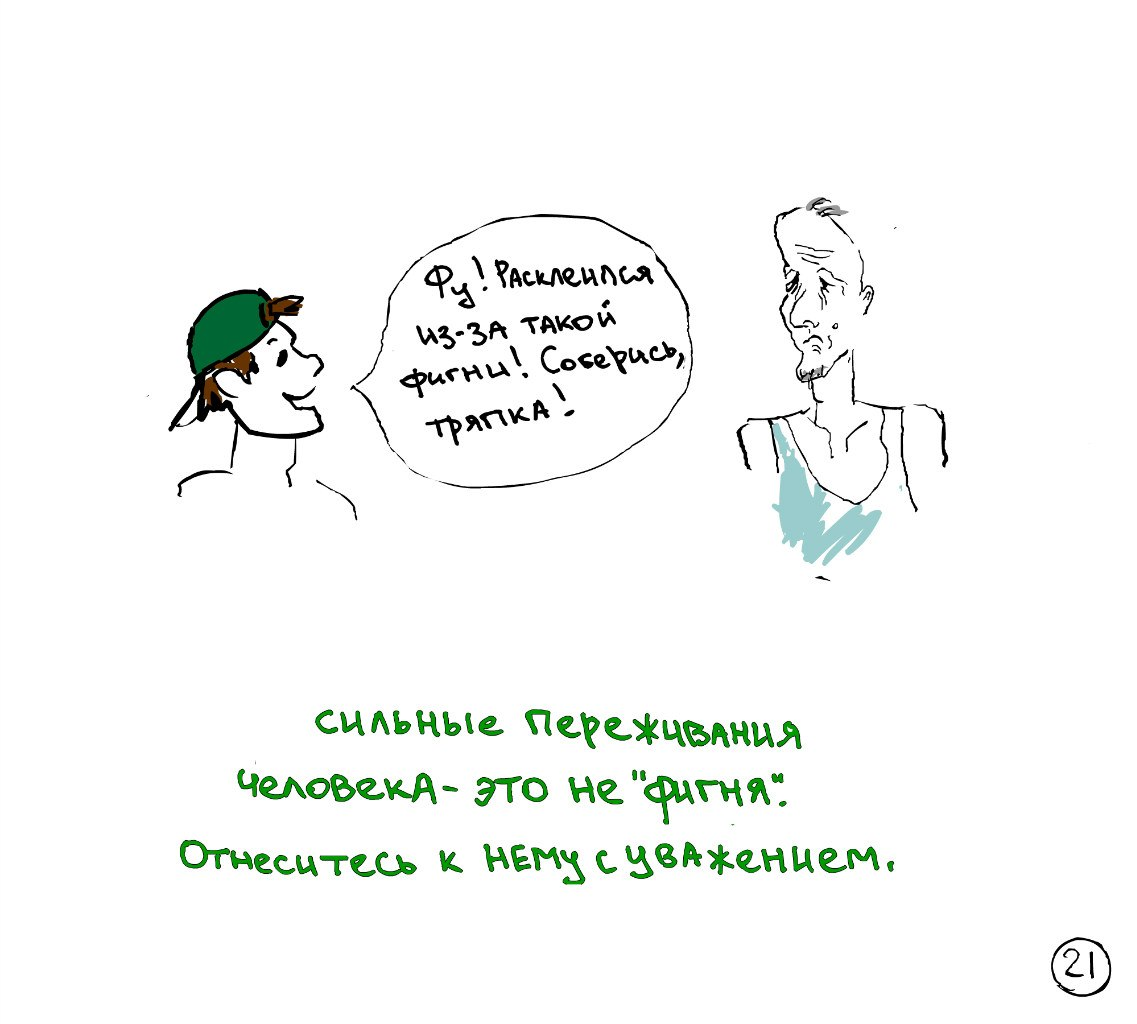 Фу! Расклеился
из-за такой
фигни! Соберись,
тряпка!
Сильные переживания
человека - это не "фигня".
Отнеситесь к нему с уважением.
21